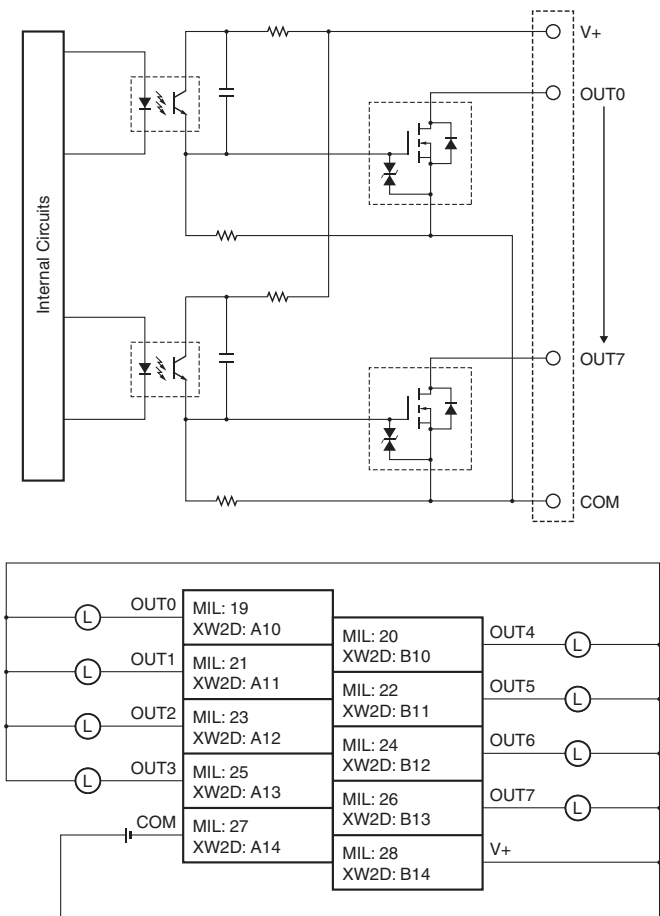 V+
OUT0
Internal Circuits
OUT7
COM
OUT0
MIL: 19
XW2D: A10
L
MIL: 20
XW2D: B10
OUT4
L
OUT1
MIL: 21
XW2D: A11
L
MIL: 22
XW2D: B11
OUT5
L
OUT2
MIL: 23
XW2D: A12
L
MIL: 24
XW2D: B12
OUT6
L
OUT3
MIL: 25
XW2D: A13
L
MIL: 26
XW2D: B13
OUT7
L
COM
MIL: 27
XW2D: A14
MIL: 28
XW2D: B14
V+